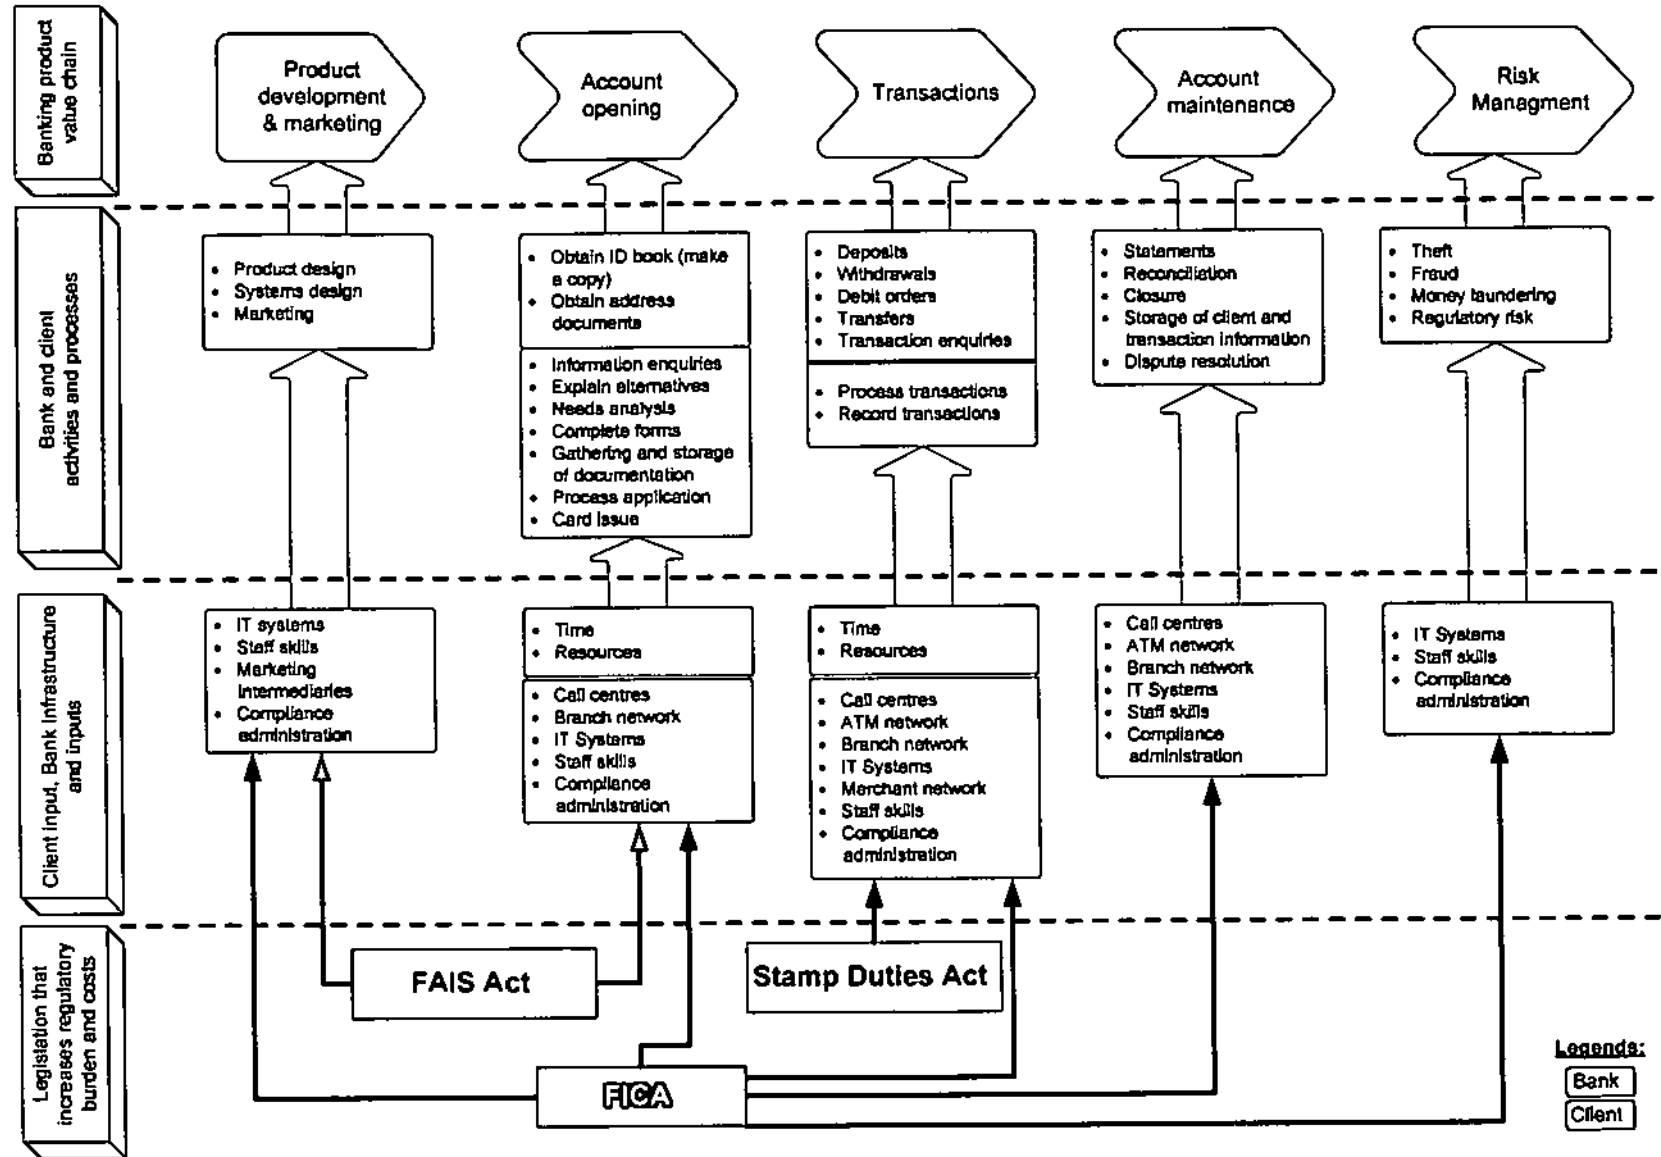 Banking product
value chain
Product
development
& marketing
Account
opening
Transactions
Account
maintenance
Risk
Managment
Bank and client
activities and processes
• Product design
• Systems design
• Marketing
• Obtain ID book (make
a copy)
• Obtain address
documents
• Information enquiries
• Explain alternatives
• Needs analysis
• Complete forms
• Gathering and storage
of documentation
• Process application
• Card issue
• Deposits
• Withdrawals
• Debit orders
• Transfers
• Transaction enquiries
• Process transactions
• Record transactions
• Statements
• Reconciliation
• Closure
• Storage of client and
transaction information
• Dispute resolution
• Theft
• Fraud
• Money laundering
• Regulatory risk
Client input, Bank Infrastructure
and inputs
• IT systems
• Staff skills
• Marketing
Intermediaries
• Compliance
administration
• Time
• Resources
• Call centres
• Branch network
• IT Systems
• Staff skills
• Compliance
administration
• Time
• Resources
• Call centres
• ATM network
• Branch network
• IT Systems
• Merchant network
• Staff skills
• Compliance
administration
• Call centres
• ATM network
• Branch network
• IT Systems
• Staff skills
• Compliance
administration
• IT Systems
• Staff skills
• Compliance
administration
Legislation that
increases regulatory
burden and costs
FAIS Act
Stamp Duties Act
FICA
Legends:
Bank
Client